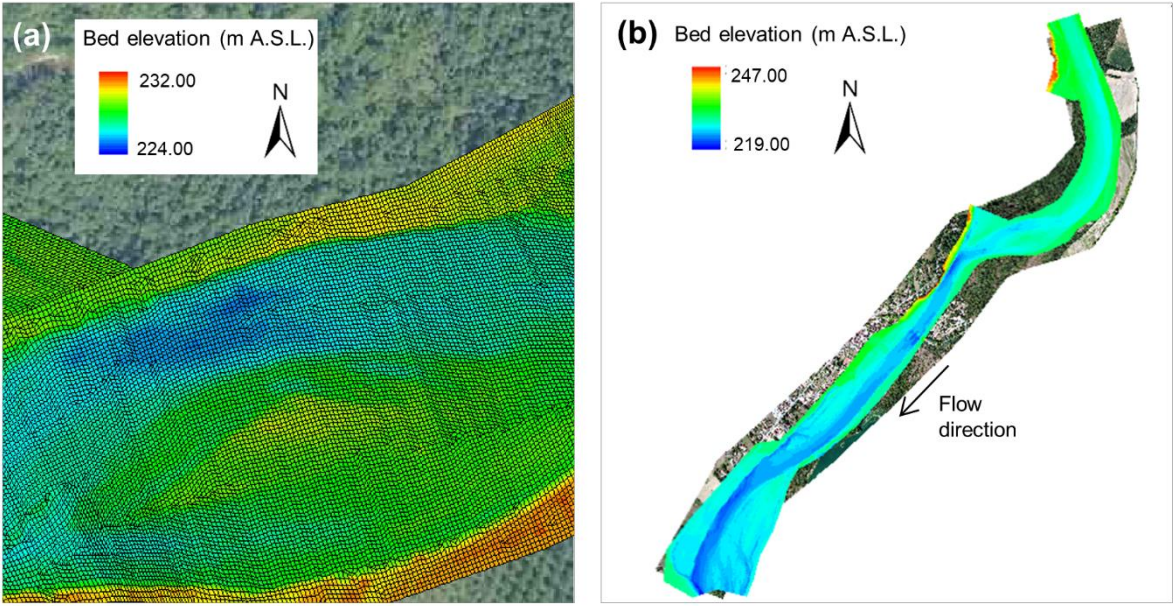 (a)
Bed elevation (m A.S.L.)
232.00
224.00
N
(b)
Bed elevation (m A.S.L.)
247.00
219.00
N
Flow
direction